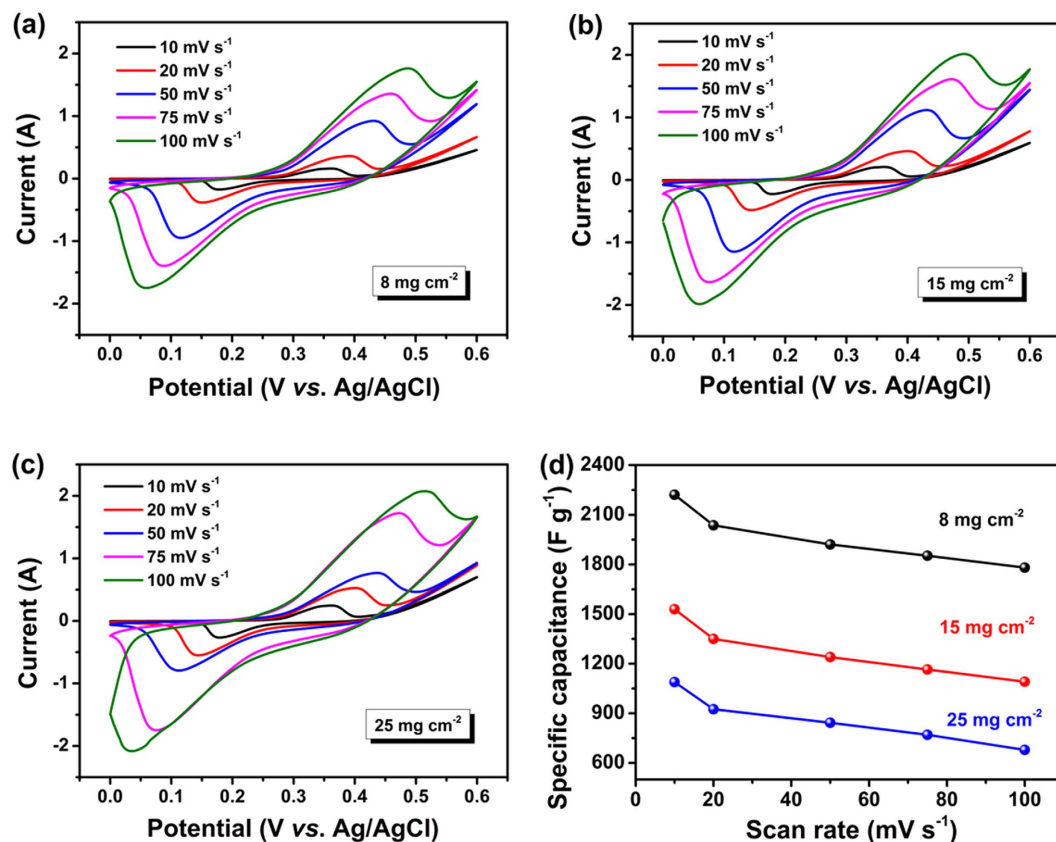 (a)
10 mV s⁻¹
20 mV s⁻¹
50 mV s⁻¹
75 mV s⁻¹
100 mV s⁻¹
8 mg cm⁻²
Current (A)
2
1
0
-1
-2
0.0 0.1 0.2 0.3 0.4 0.5 0.6
Potential (V vs. Ag/AgCl)
(b)
10 mV s⁻¹
20 mV s⁻¹
50 mV s⁻¹
75 mV s⁻¹
100 mV s⁻¹
15 mg cm⁻²
Current (A)
2
1
0
-1
-2
0.0 0.1 0.2 0.3 0.4 0.5 0.6
Potential (V vs. Ag/AgCl)
(c)
10 mV s⁻¹
20 mV s⁻¹
50 mV s⁻¹
75 mV s⁻¹
100 mV s⁻¹
25 mg cm⁻²
Current (A)
2
1
0
-1
-2
0.0 0.1 0.2 0.3 0.4 0.5 0.6
Potential (V vs. Ag/AgCl)
(d)
Specific capacitance (F g⁻¹)
2400
2100
1800
1500
1200
900
600
8 mg cm⁻²
15 mg cm⁻²
25 mg cm⁻²
0 20 40 60 80 100
Scan rate (mV s⁻¹)